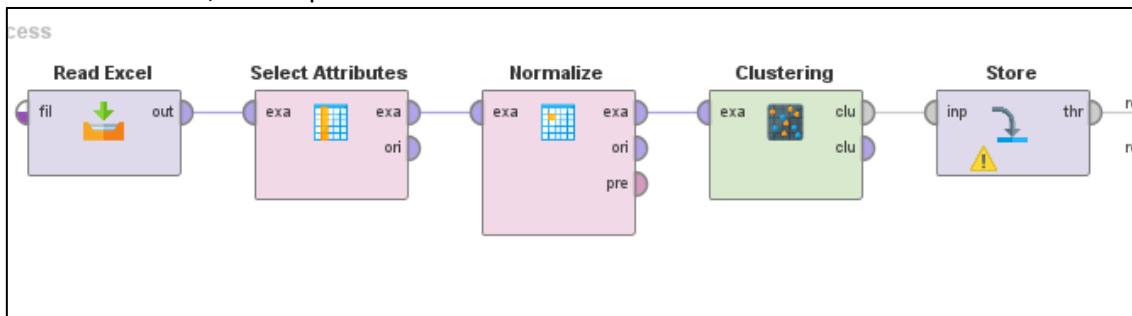 cess
Read Excel Select Attributes Normalize Clustering Store
fil out exa exa exa exa exa clu inp thr
ori ori clu
pre